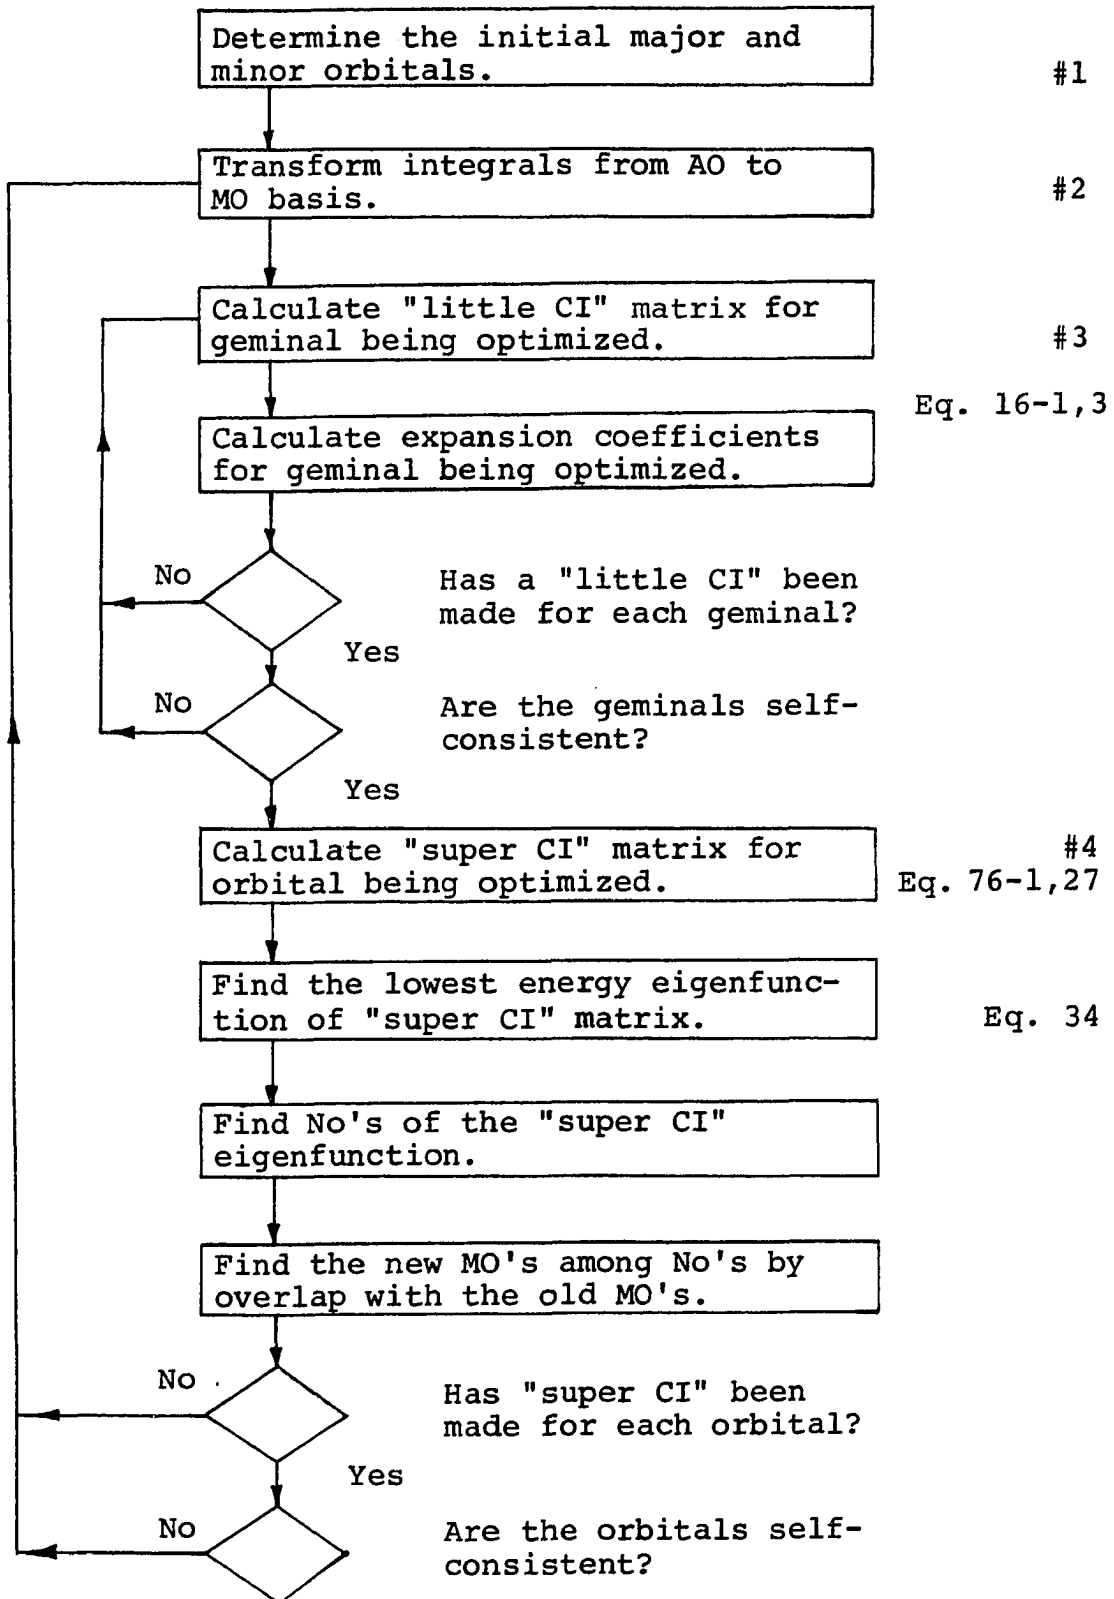 Determine the initial major and
minor orbitals.
#1
Transform integrals from AO to
MO basis.
#2
Calculate "little CI" matrix for
geminal being optimized.
#3
Eq. 16-1,3
Calculate expansion coefficients
for geminal being optimized.
No
Has a "little CI" been
made for each geminal?
Yes
No
Are the geminals self-
consistent?
Yes
Calculate "super CI" matrix for
orbital being optimized.
#4
Eq. 76-1,27
Find the lowest energy eigenfunc-
tion of "super CI" matrix.
Eq. 34
Find No's of the "super CI"
eigenfunction.
Find the new MO's among No's by
overlap with the old MO's.
No
Has "super CI" been
made for each orbital?
Yes
No
Are the orbitals self-
consistent?